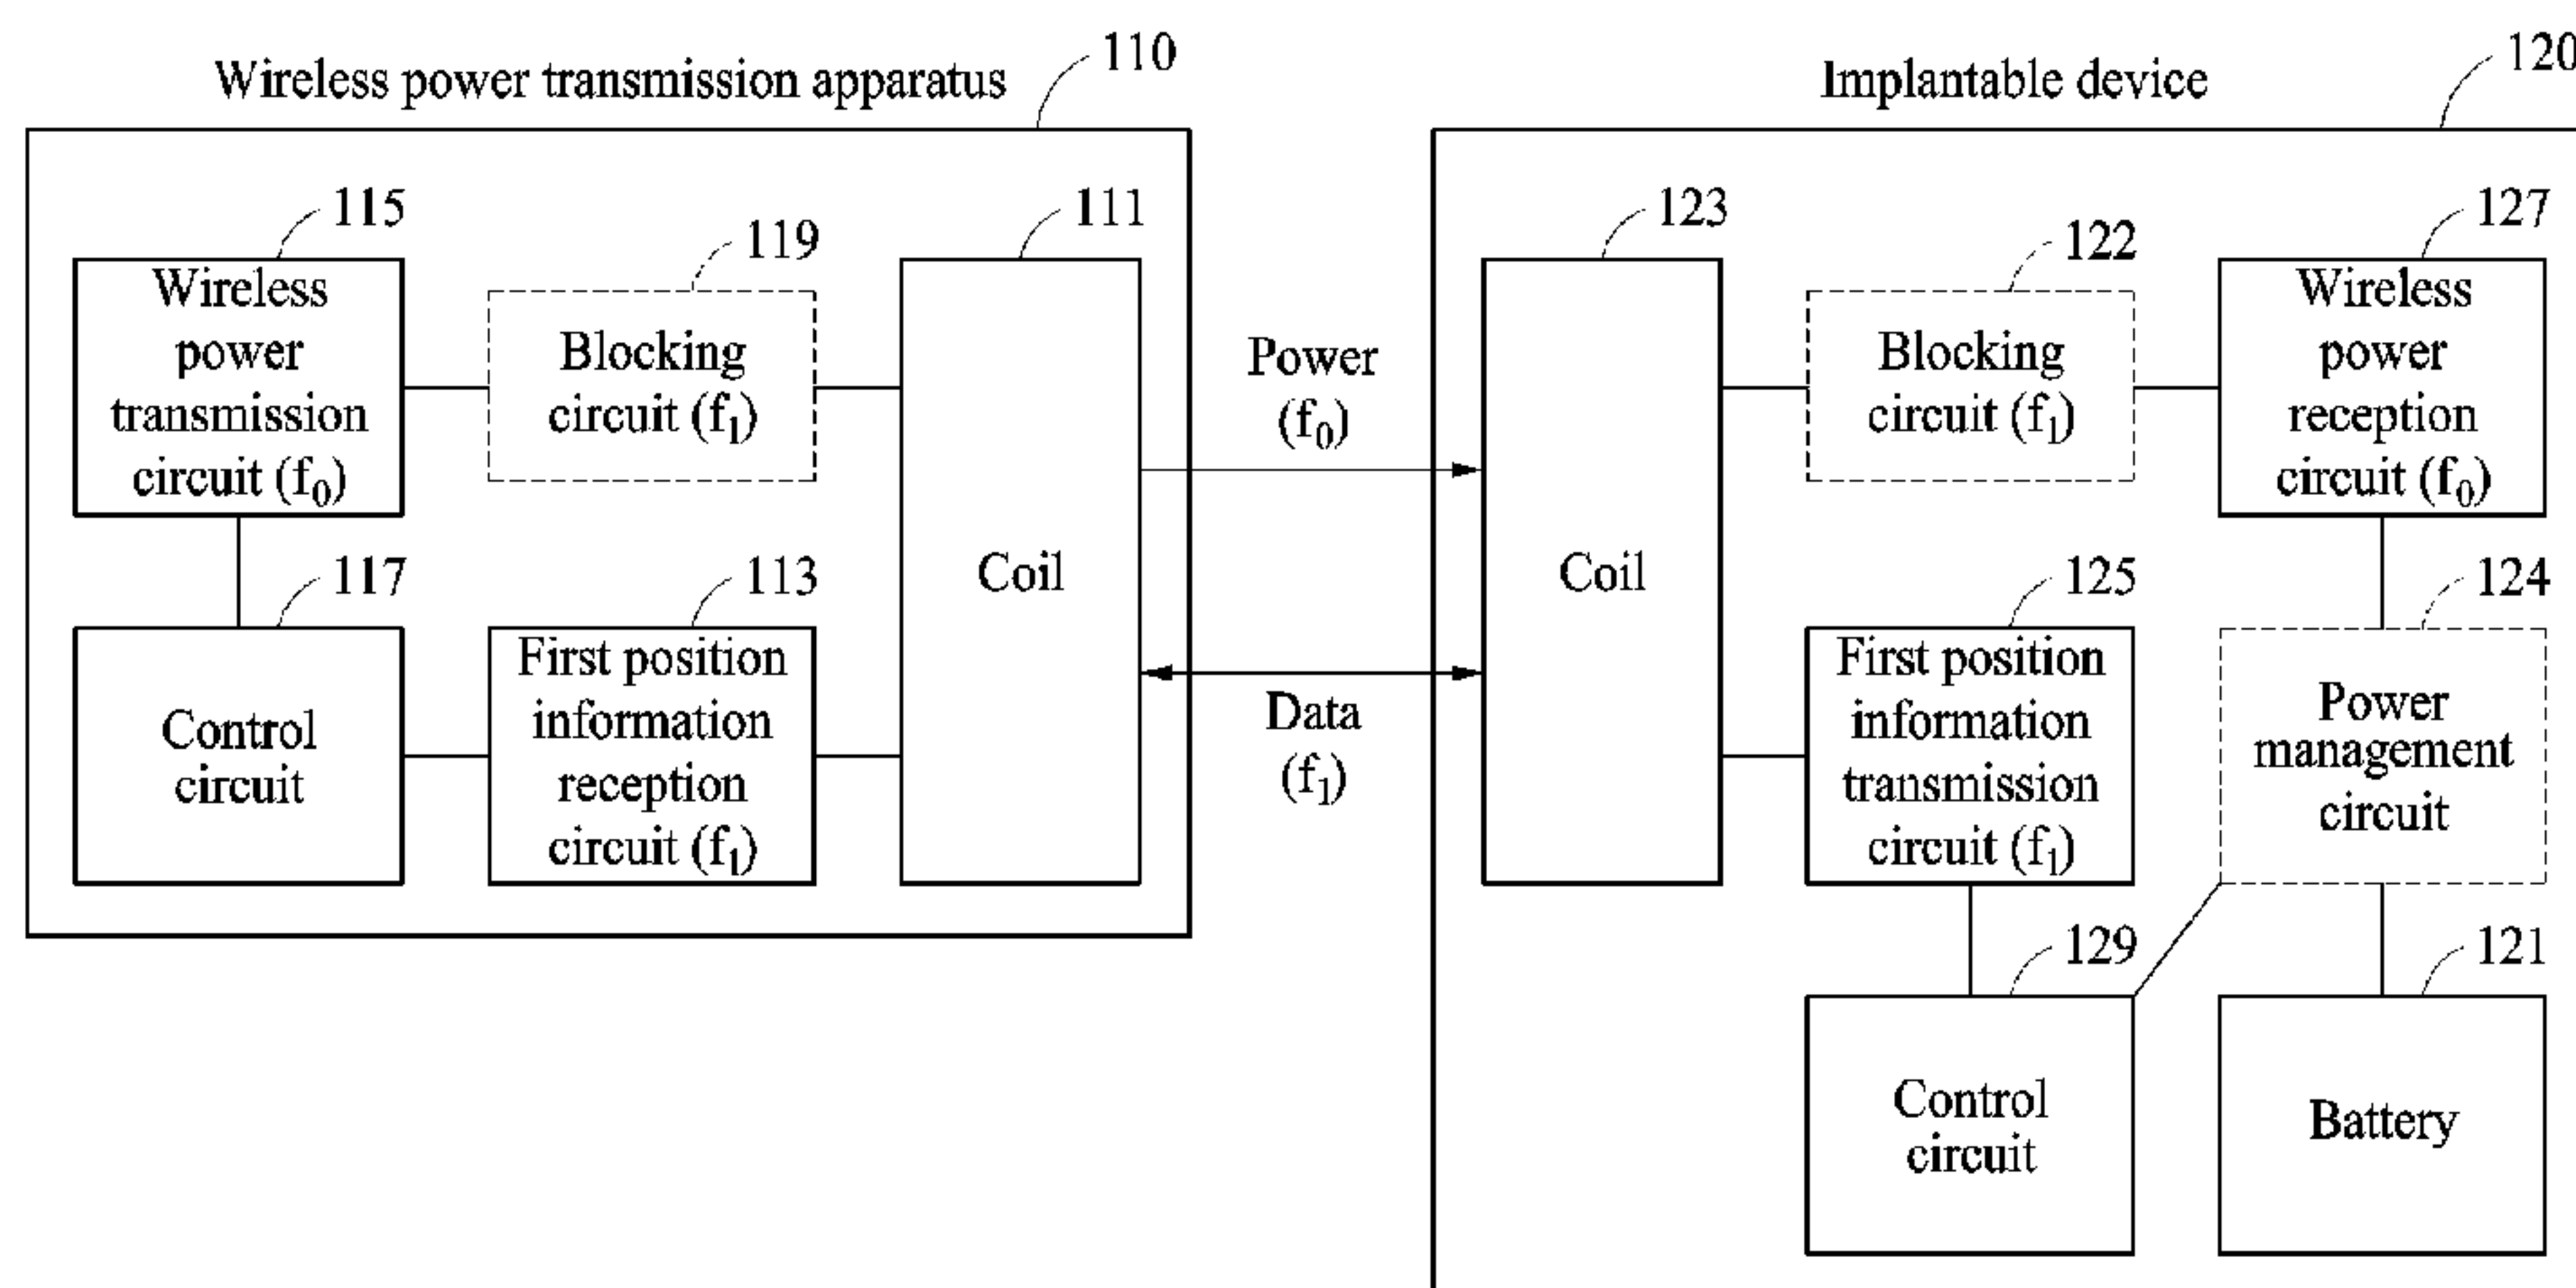 Wireless power transmission apparatus
110
115
Wireless
power
transmission
circuit (f0)
119
Blocking
circuit (f1)
111
Coil
117
Control
circuit
113
First position
information
reception
circuit (f1)
Power
(f0)
Data
(f1)
Implantable device
120
123
Coil
122
Blocking
circuit (f1)
127
Wireless
power
reception
circuit (f0)
125
First position
information
transmission
circuit (f1)
124
Power
management
circuit
129
Control
circuit
121
Battery